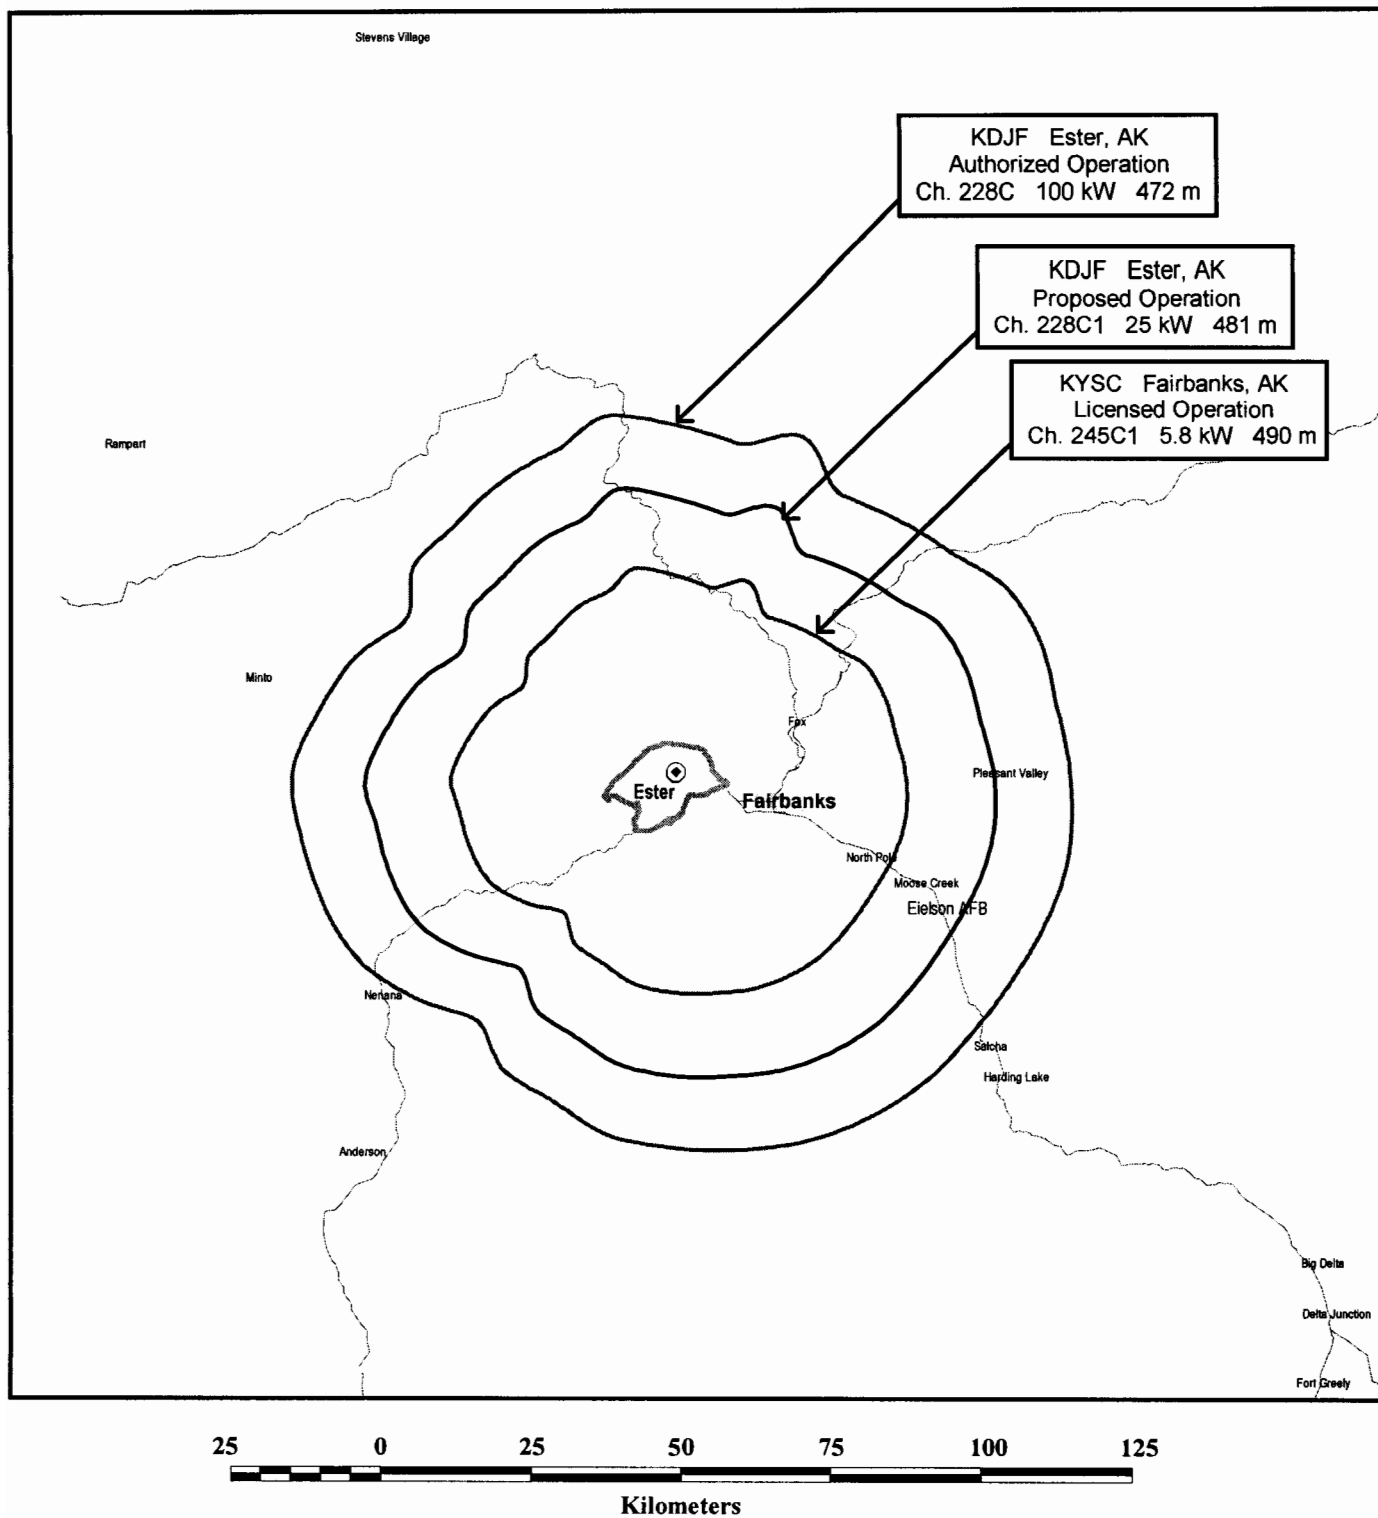 Stevens Village
KDJF Ester, AK
Authorized Operation
Ch. 228C 100 kW 472 m
KDJF Ester, AK
Proposed Operation
Ch. 228C1 25 kW 481 m
KYSC Fairbanks, AK
Licensed Operation
Ch. 245C1 5.8 kW 490 m
Rampart
Minto
Fox
Pleasant Valley
Ester
Fairbanks
North Pole
Moose Creek
Eielson AFB
Nenana
Salcha
Harding Lake
Anderson
Big Delta
Delta Junction
Fort Greely
25 0 25 50 75 100 125
Kilometers